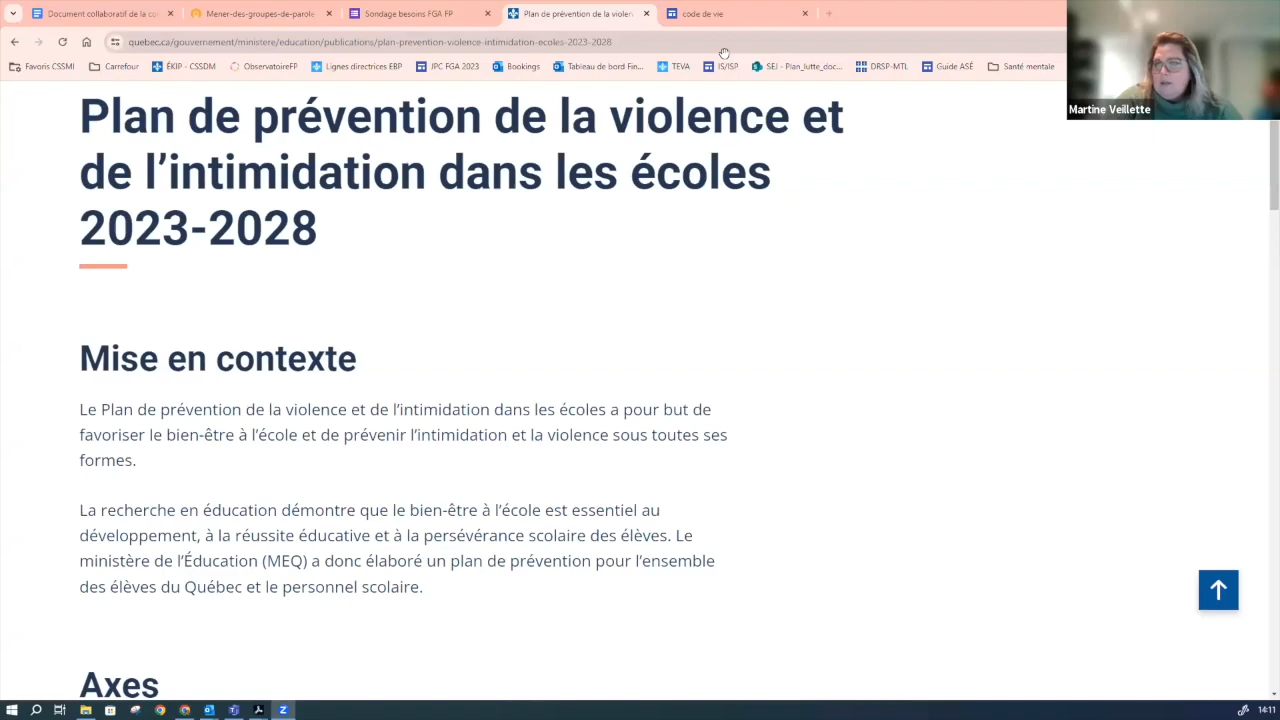 Document collaboratif de la co
Mener-des-groupes-de-parole
Sondage besoins FGA FP
Plan de prévention de la violen
code de vie
quebec.ca/gouvernement/ministere/education/publications/plan-prevention-violence-intimidation-ecoles-2023-2028
Favoris CSSMI
Carrefour
ÉKIP - CSSDM
ObservatoireFP
Lignes directrices EBP
JPC FGA 2023
Bookings
Tableau de bord Fin...
TEVA
IS/ISP
SEJ - Plan_lutte_doc...
DRSP-MTL
Guide ASÉ
Santé mentale
Martine Veillette
Plan de prévention de la violence et
de l’intimidation dans les écoles
2023-2028
Mise en contexte
Le Plan de prévention de la violence et de l’intimidation dans les écoles a pour but de
favoriser le bien-être à l’école et de prévenir l’intimidation et la violence sous toutes ses
formes.
La recherche en éducation démontre que le bien-être à l’école est essentiel au
développement, à la réussite éducative et à la persévérance scolaire des élèves. Le
ministère de l’Éducation (MEQ) a donc élaboré un plan de prévention pour l’ensemble
des élèves du Québec et le personnel scolaire.
Axes
14:11